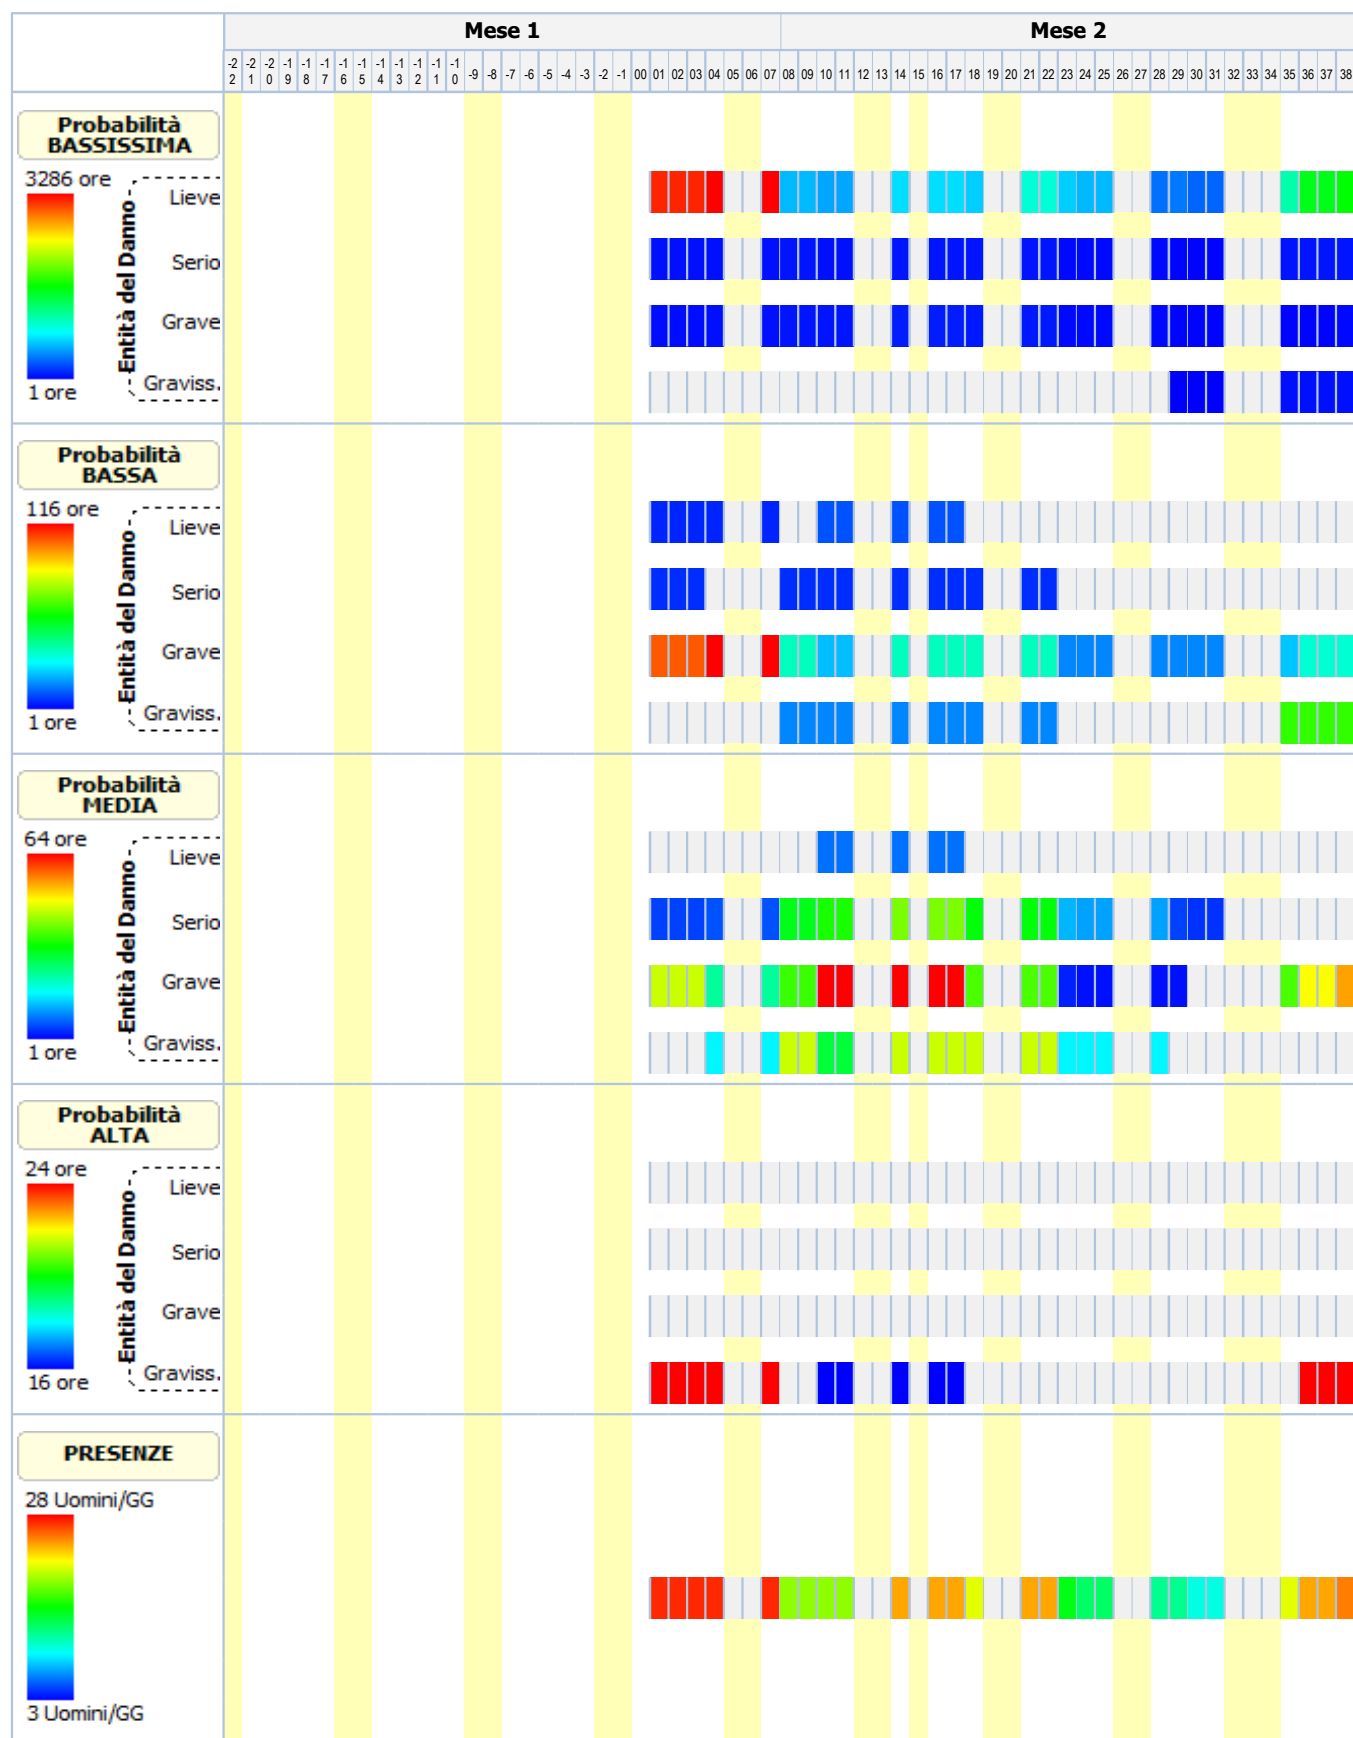 Mese 1 Mese 2
-22 -21 -20 -19 -18 -17 -16 -15 -14 -13 -12 -11 -10 -9 -8 -7 -6 -5 -4 -3 -2 -1 00 01 02 03 04 05 06 07 08 09 10 11 12 13 14 15 16 17 18 19 20 21 22 23 24 25 26 27 28 29 30 31 32 33 34 35 36 37 38
Probabilità
BASSISSIMA
3286 ore
Entità del Danno
Lieve
Serio
Grave
Graviss.
1 ore
Probabilità
BASSA
116 ore
Entità del Danno
Lieve
Serio
Grave
Graviss.
1 ore
Probabilità
MEDIA
64 ore
Entità del Danno
Lieve
Serio
Grave
Graviss.
1 ore
Probabilità
ALTA
24 ore
Entità del Danno
Lieve
Serio
Grave
Graviss.
16 ore
PRESENZE
28 Uomini/GG
3 Uomini/GG